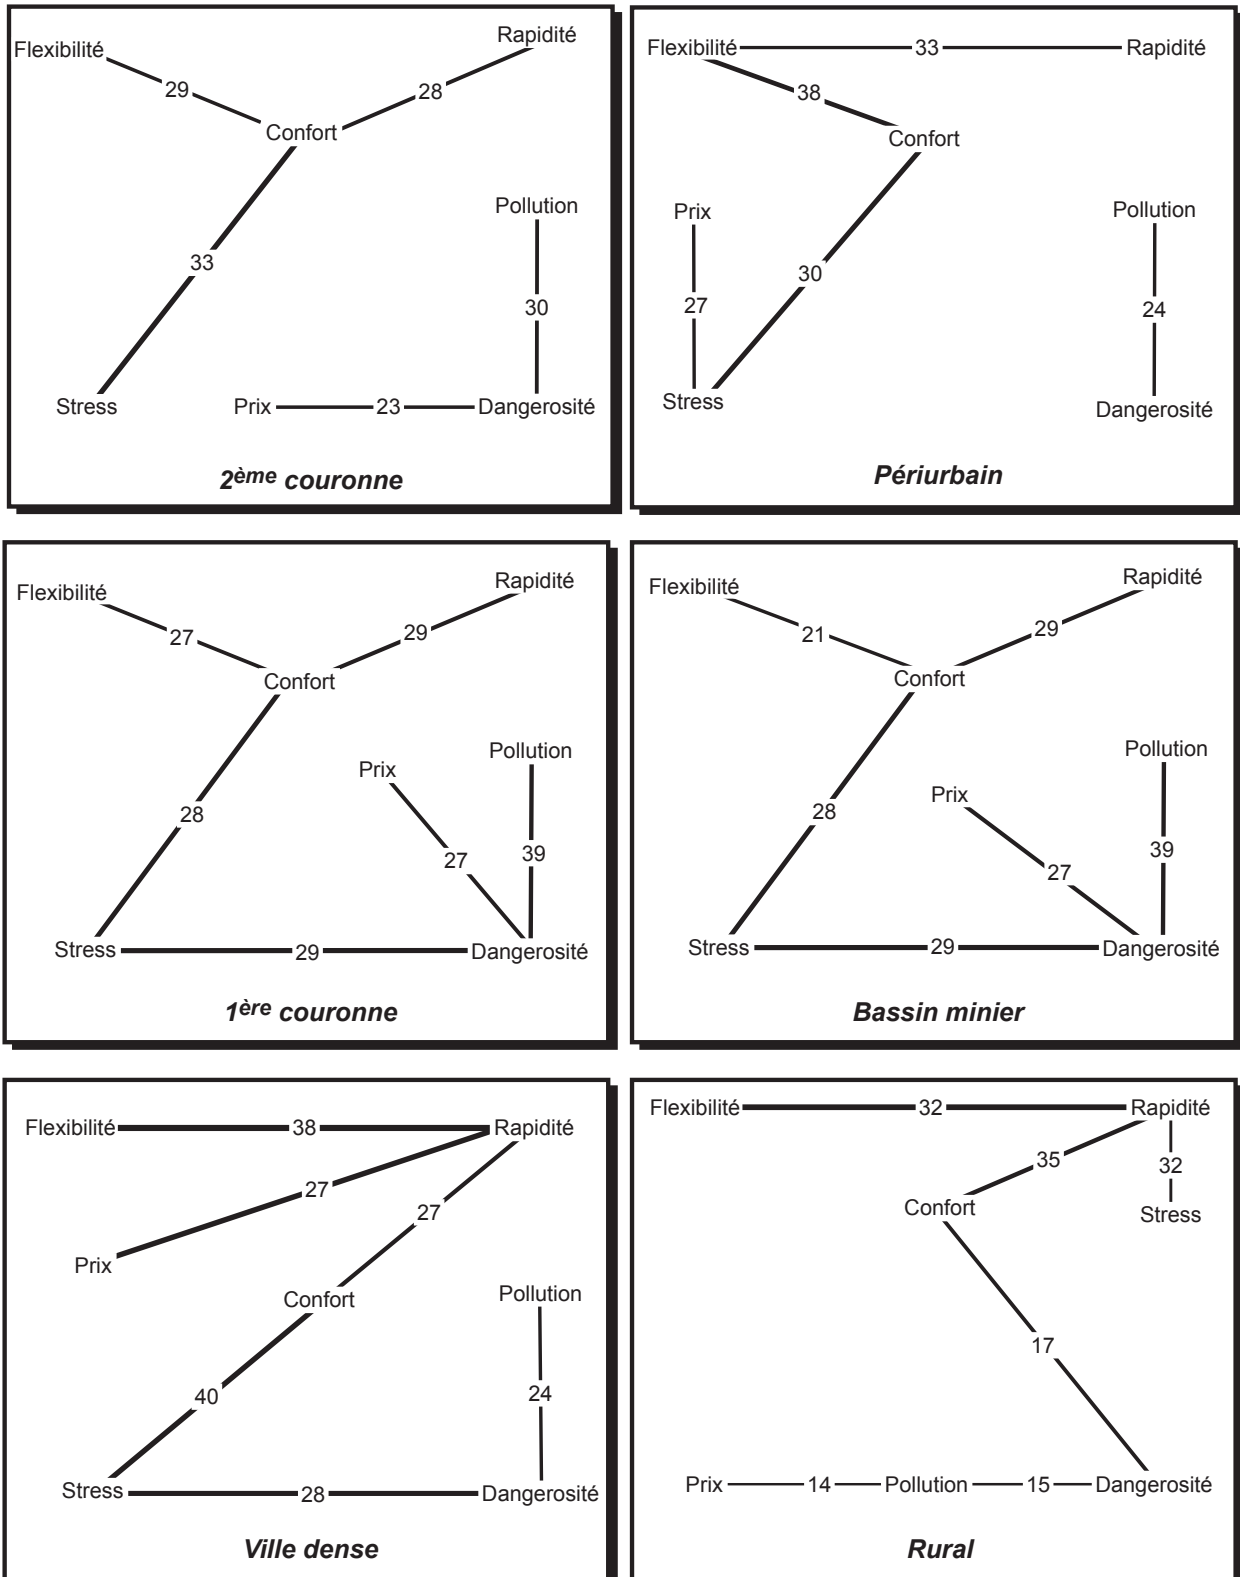 Flexibilité
Rapidité
29
28
Confort
Pollution
33
30
Stress
Prix
23
Dangerosité
2ème couronne
Flexibilité
33
Rapidité
38
Confort
Prix
Pollution
30
27
24
Stress
Dangerosité
Périurbain
Flexibilité
Rapidité
27
29
Confort
Prix
Pollution
28
27
39
Stress
29
Dangerosité
1ère couronne
Flexibilité
Rapidité
21
29
Confort
Pollution
Prix
28
39
27
Stress
29
Dangerosité
Bassin minier
Flexibilité
38
Rapidité
27
27
Prix
Confort
Pollution
40
24
Stress
28
Dangerosité
Ville dense
Flexibilité
32
Rapidité
35
32
Confort
Stress
17
Prix
14
Pollution
15
Dangerosité
Rural